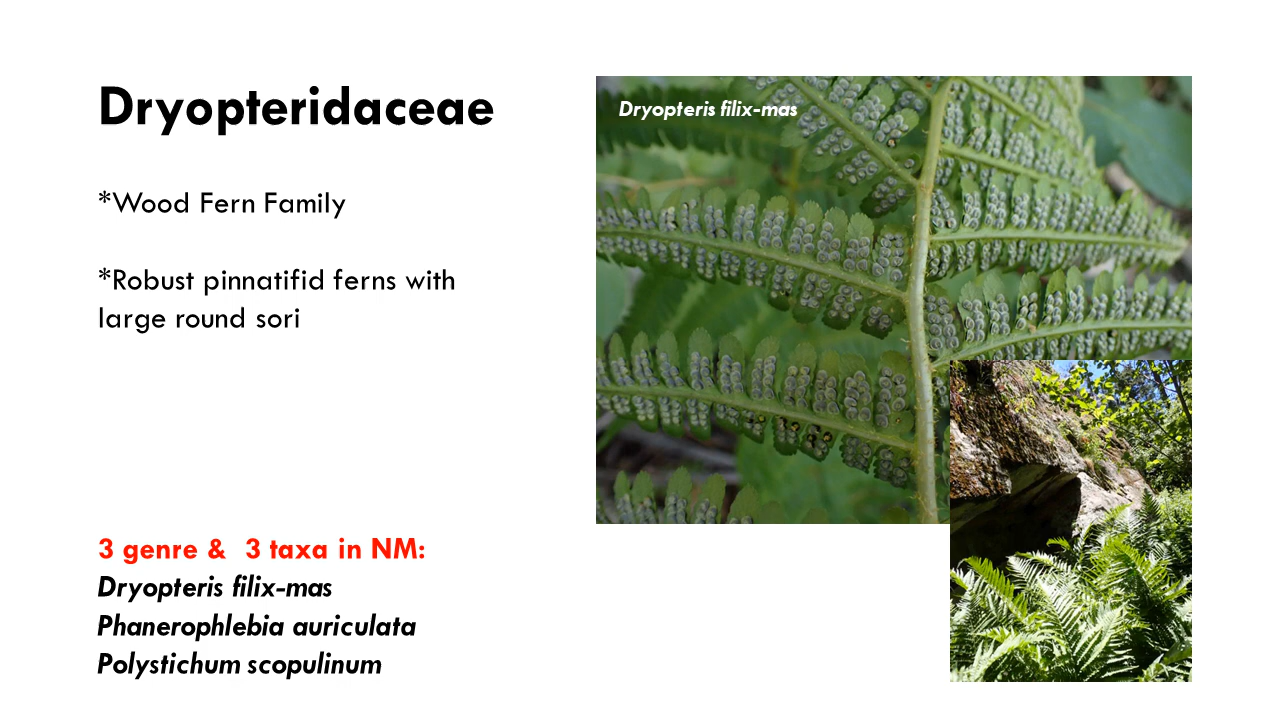 Dryopteridaceae
*Wood Fern Family
*Robust pinnatifid ferns with
large round sori
3 genre &  3 taxa in NM:
Dryopteris filix-mas
Phanerophlebia auriculata
Polystichum scopulinum
Dryopteris filix-mas